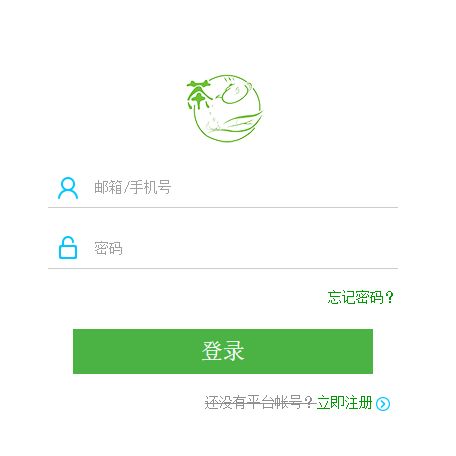 茶
邮箱/手机号
密码
忘记密码？
登录
还没有平台帐号？立即注册